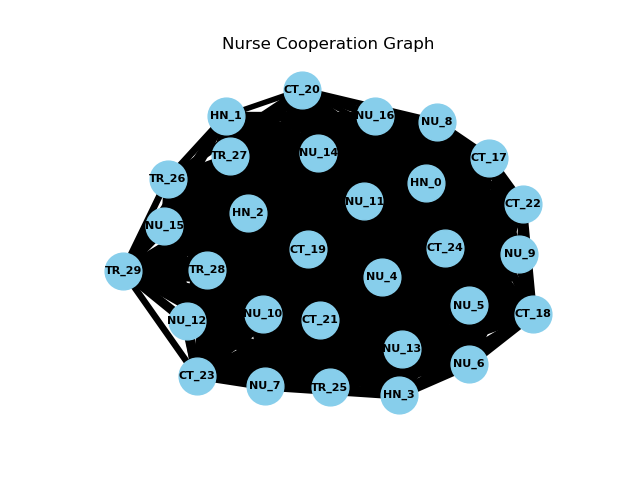 Nurse Cooperation Graph
CT_20
HN_1
NU_16
NU_8
NU_14
TR_27
CT_17
TR_26
HN_0
NU_11
CT_22
HN_2
NU_15
CT_19
CT_24
NU_9
TR_29
TR_28
NU_4
NU_5
NU_10
CT_18
NU_12
CT_21
NU_13
NU_6
CT_23
NU_7
TR_25
HN_3